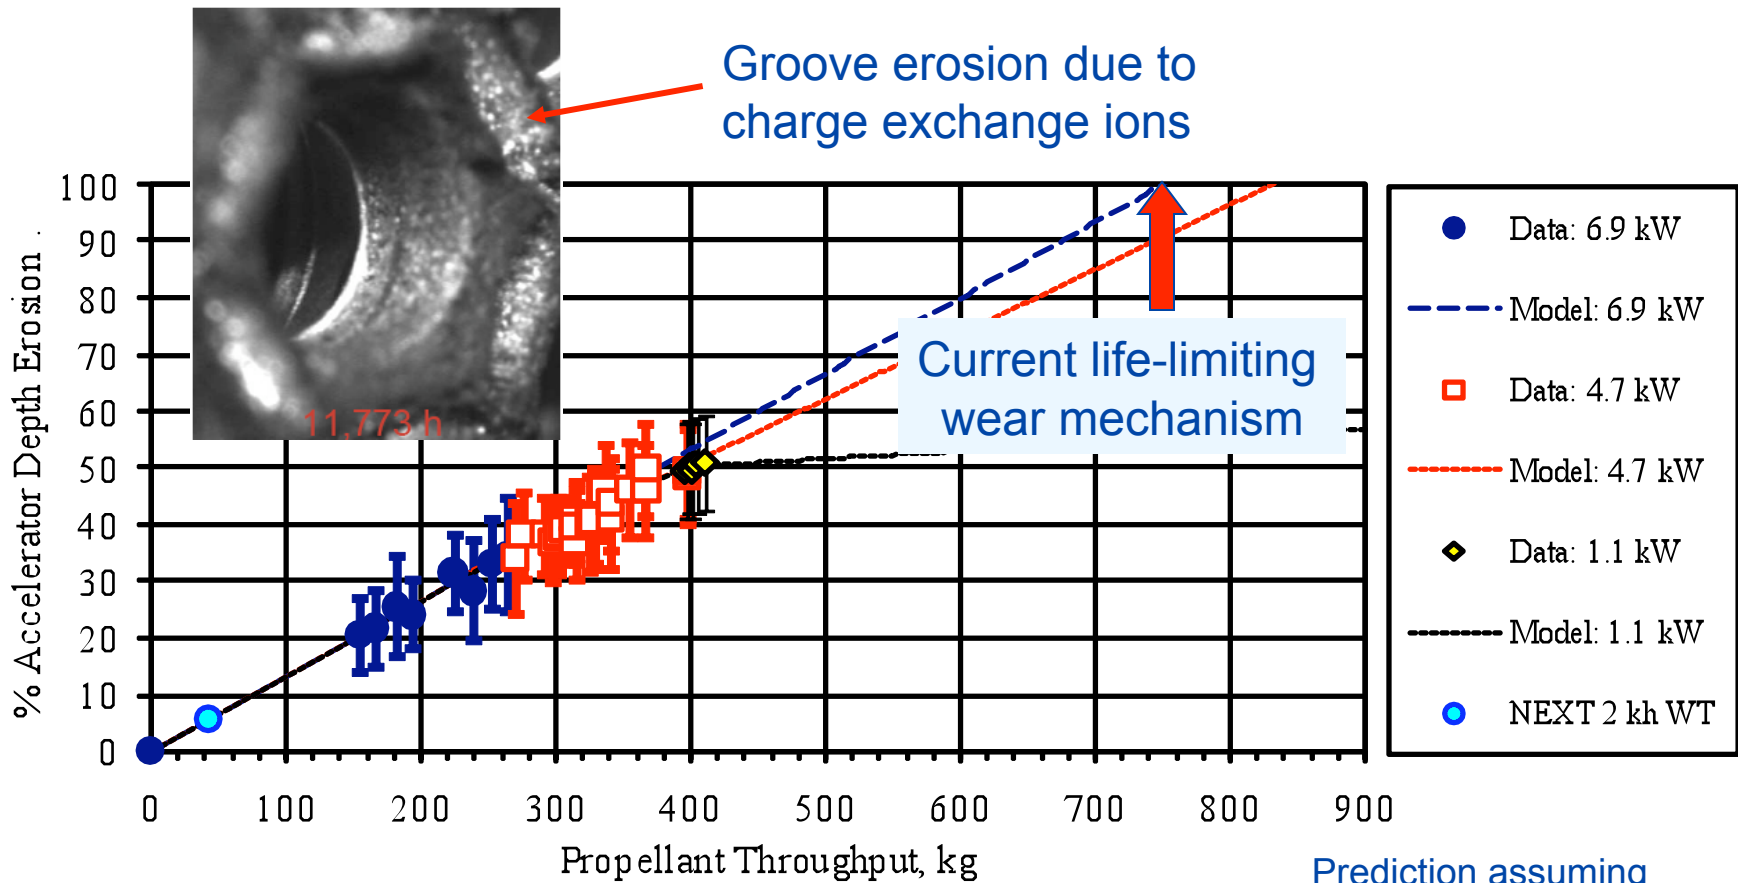 Groove erosion due to
charge exchange ions
11,773 h
% Accelerator Depth Erosion .
100
90
80
70
60
50
40
30
20
10
0
Current life-limiting
wear mechanism
0 100 200 300 400 500 600 700 800 900
Propellant Throughput, kg
Data: 6.9 kW
Model: 6.9 kW
Data: 4.7 kW
Model: 4.7 kW
Data: 1.1 kW
Model: 1.1 kW
NEXT 2 kh WT
Prediction assuming